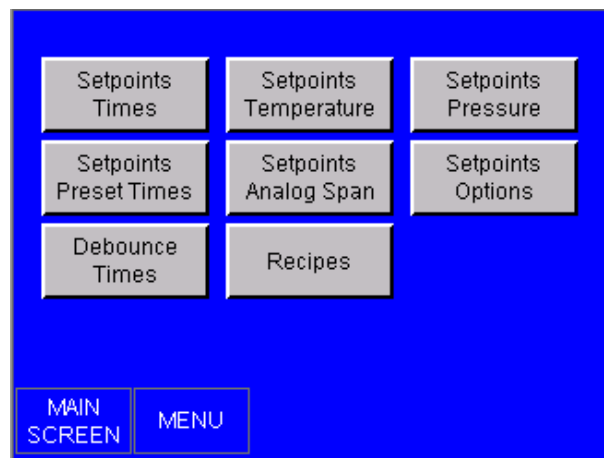 Setpoints
Times
Setpoints
Temperature
Setpoints
Pressure
Setpoints
Preset Times
Setpoints
Analog Span
Setpoints
Options
Debounce
Times
Recipes
MAIN
SCREEN
MENU